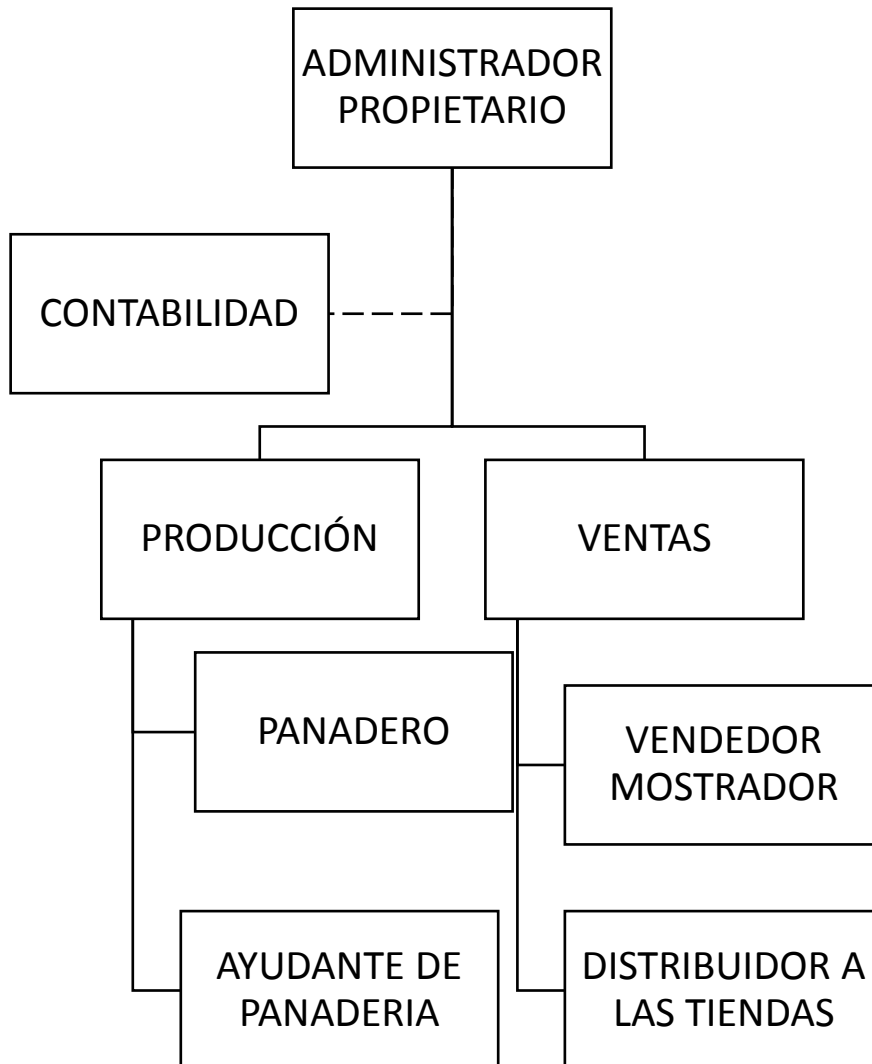 ADMINISTRADOR
PROPIETARIO
CONTABILIDAD
PRODUCCIÓN
VENTAS
PANADERO
VENDEDOR
MOSTRADOR
AYUDANTE DE
PANADERIA
DISTRIBUIDOR A
LAS TIENDAS